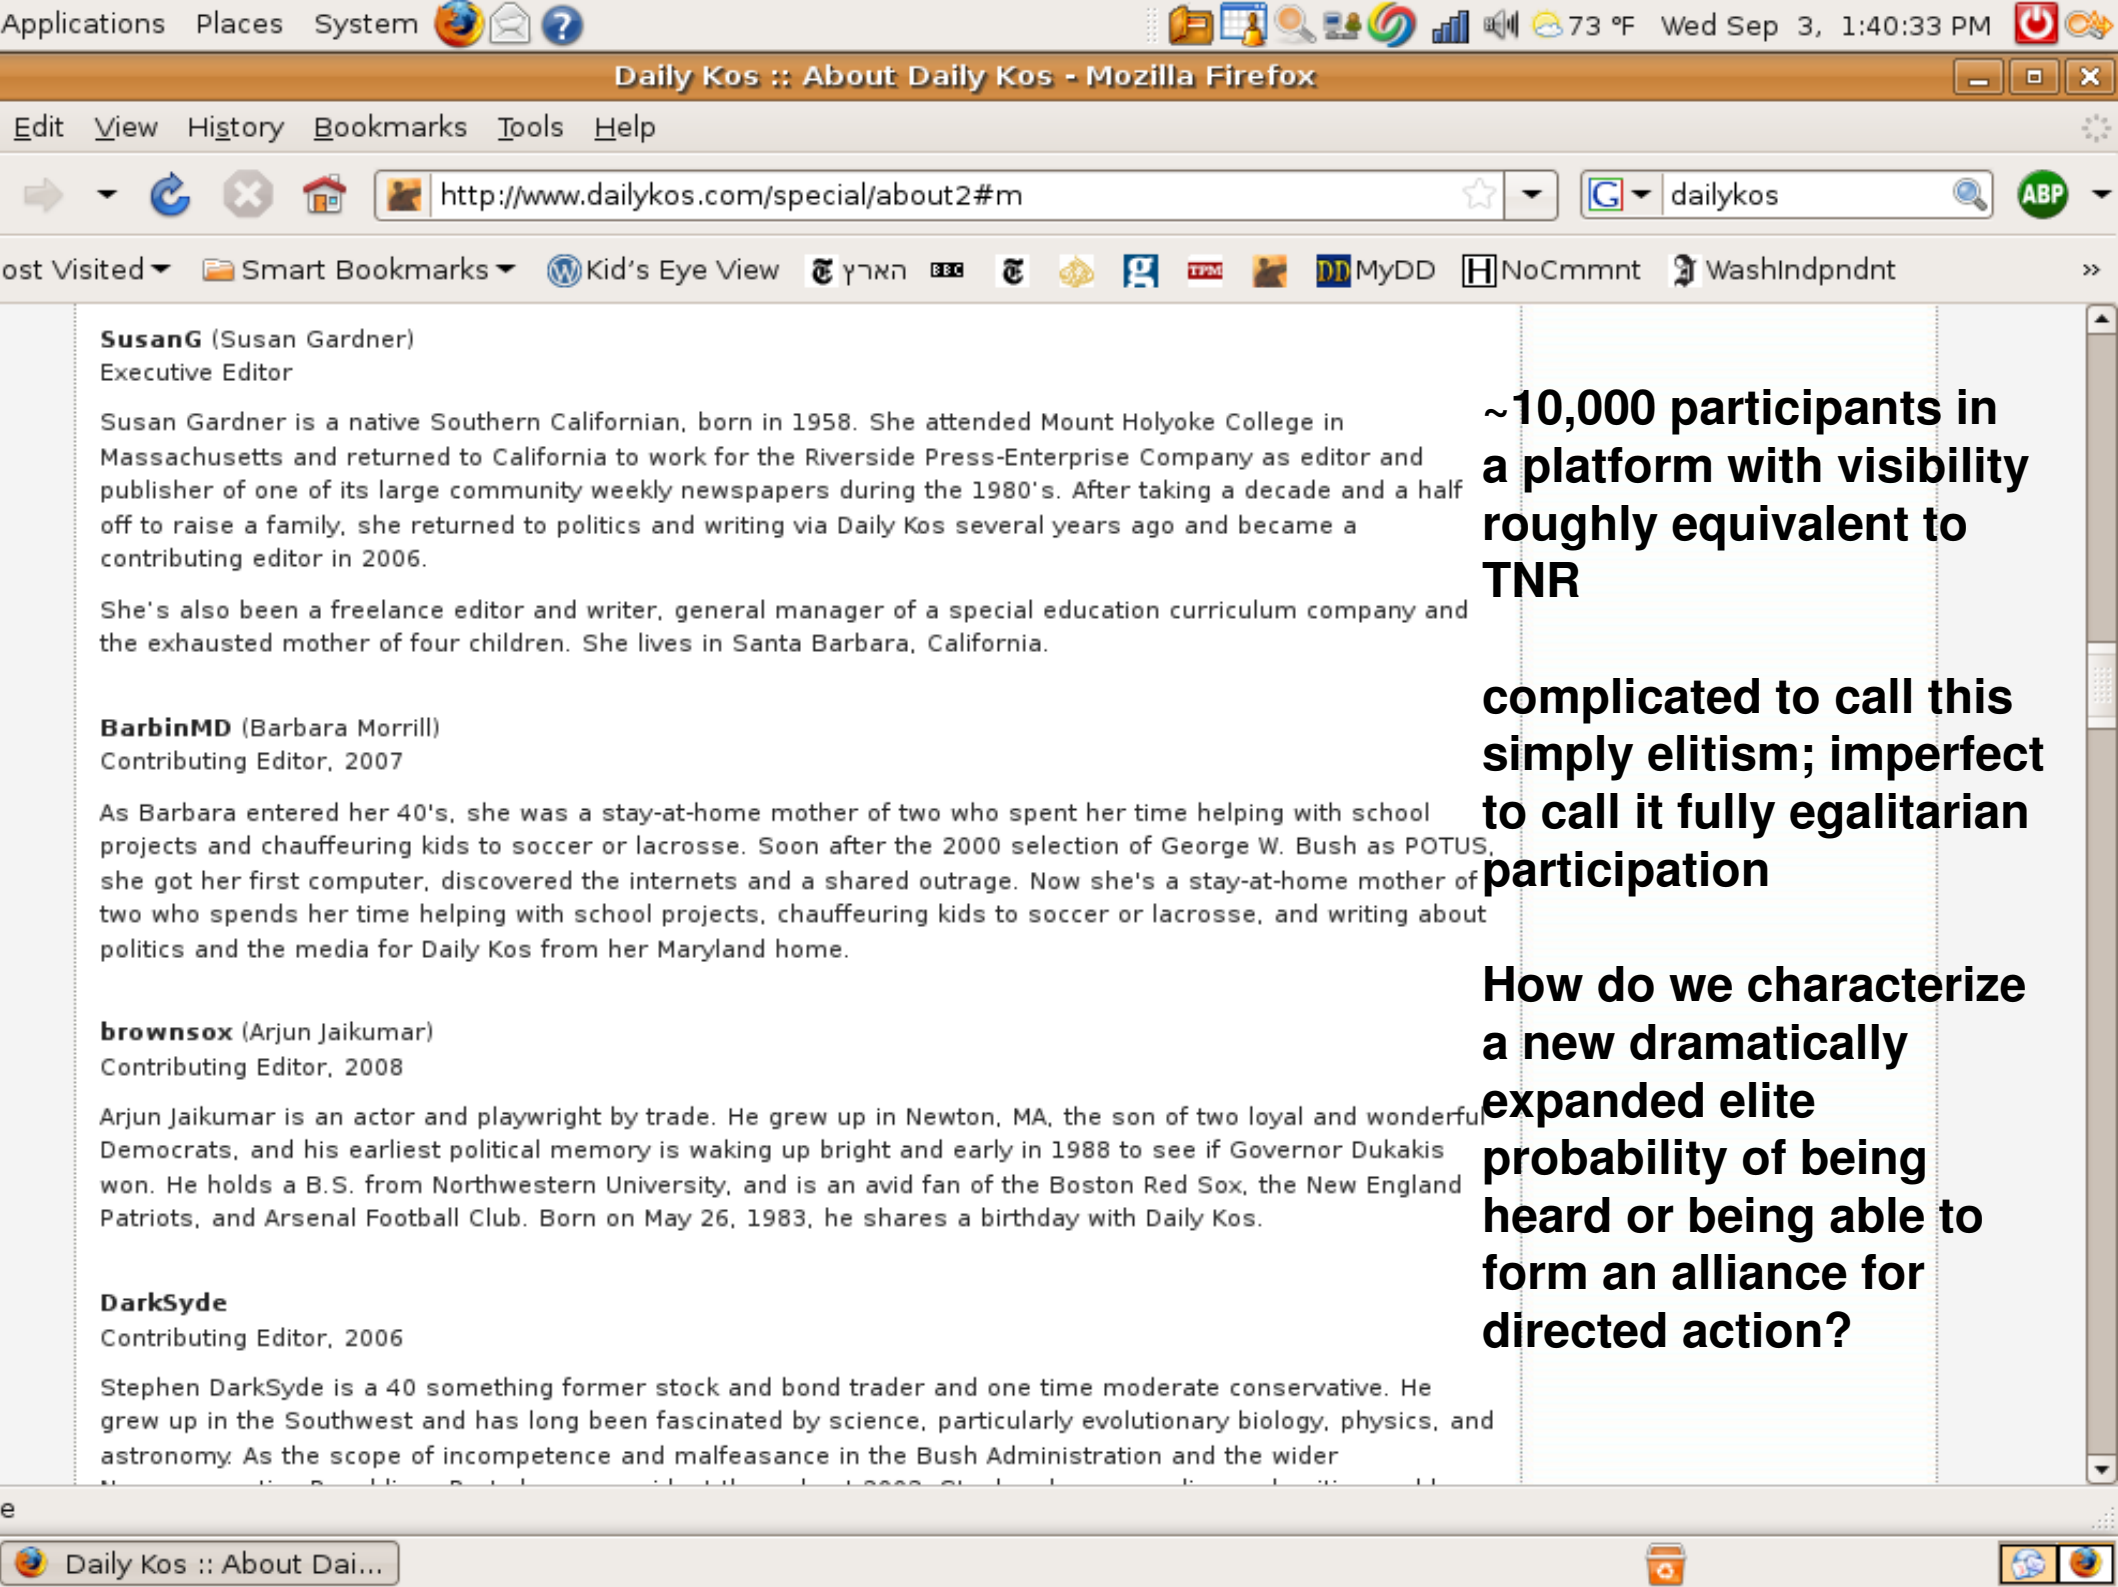 Applications Places System 73 °F Wed Sep 3, 1:40:33 PM
Daily Kos :: About Daily Kos - Mozilla Firefox
Edit View History Bookmarks Tools Help
http://www.dailykos.com/special/about2#m G dailykos ABP
ost Visited Smart Bookmarks Kid's Eye View הארץ BBC g TPM DD MyDD H NoCmmnt WashIndpndnt »
SusanG (Susan Gardner)
Executive Editor
Susan Gardner is a native Southern Californian, born in 1958. She attended Mount Holyoke College in
Massachusetts and returned to California to work for the Riverside Press-Enterprise Company as editor and
publisher of one of its large community weekly newspapers during the 1980's. After taking a decade and a half
off to raise a family, she returned to politics and writing via Daily Kos several years ago and became a
contributing editor in 2006.
She's also been a freelance editor and writer, general manager of a special education curriculum company and
the exhausted mother of four children. She lives in Santa Barbara, California.
BarbinMD (Barbara Morrill)
Contributing Editor, 2007
As Barbara entered her 40's, she was a stay-at-home mother of two who spent her time helping with school
projects and chauffeuring kids to soccer or lacrosse. Soon after the 2000 selection of George W. Bush as POTUS,
she got her first computer, discovered the internets and a shared outrage. Now she's a stay-at-home mother of
two who spends her time helping with school projects, chauffeuring kids to soccer or lacrosse, and writing about
politics and the media for Daily Kos from her Maryland home.
brownsox (Arjun Jaikumar)
Contributing Editor, 2008
Arjun Jaikumar is an actor and playwright by trade. He grew up in Newton, MA, the son of two loyal and wonderful
Democrats, and his earliest political memory is waking up bright and early in 1988 to see if Governor Dukakis
won. He holds a B.S. from Northwestern University, and is an avid fan of the Boston Red Sox, the New England
Patriots, and Arsenal Football Club. Born on May 26, 1983, he shares a birthday with Daily Kos.
DarkSyde
Contributing Editor, 2006
Stephen DarkSyde is a 40 something former stock and bond trader and one time moderate conservative. He
grew up in the Southwest and has long been fascinated by science, particularly evolutionary biology, physics, and
astronomy. As the scope of incompetence and malfeasance in the Bush Administration and the wider
~10,000 participants in
a platform with visibility
roughly equivalent to
TNR
complicated to call this
simply elitism; imperfect
to call it fully egalitarian
participation
How do we characterize
a new dramatically
expanded elite
probability of being
heard or being able to
form an alliance for
directed action?
e
Daily Kos :: About Dai...